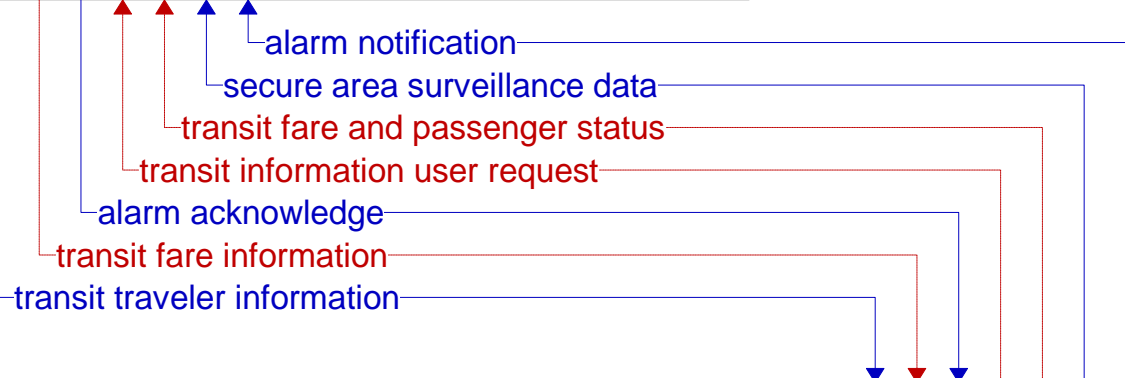 alarm notification
secure area surveillance data
transit fare and passenger status
transit information user request
alarm acknowledge
transit fare information
transit traveler information